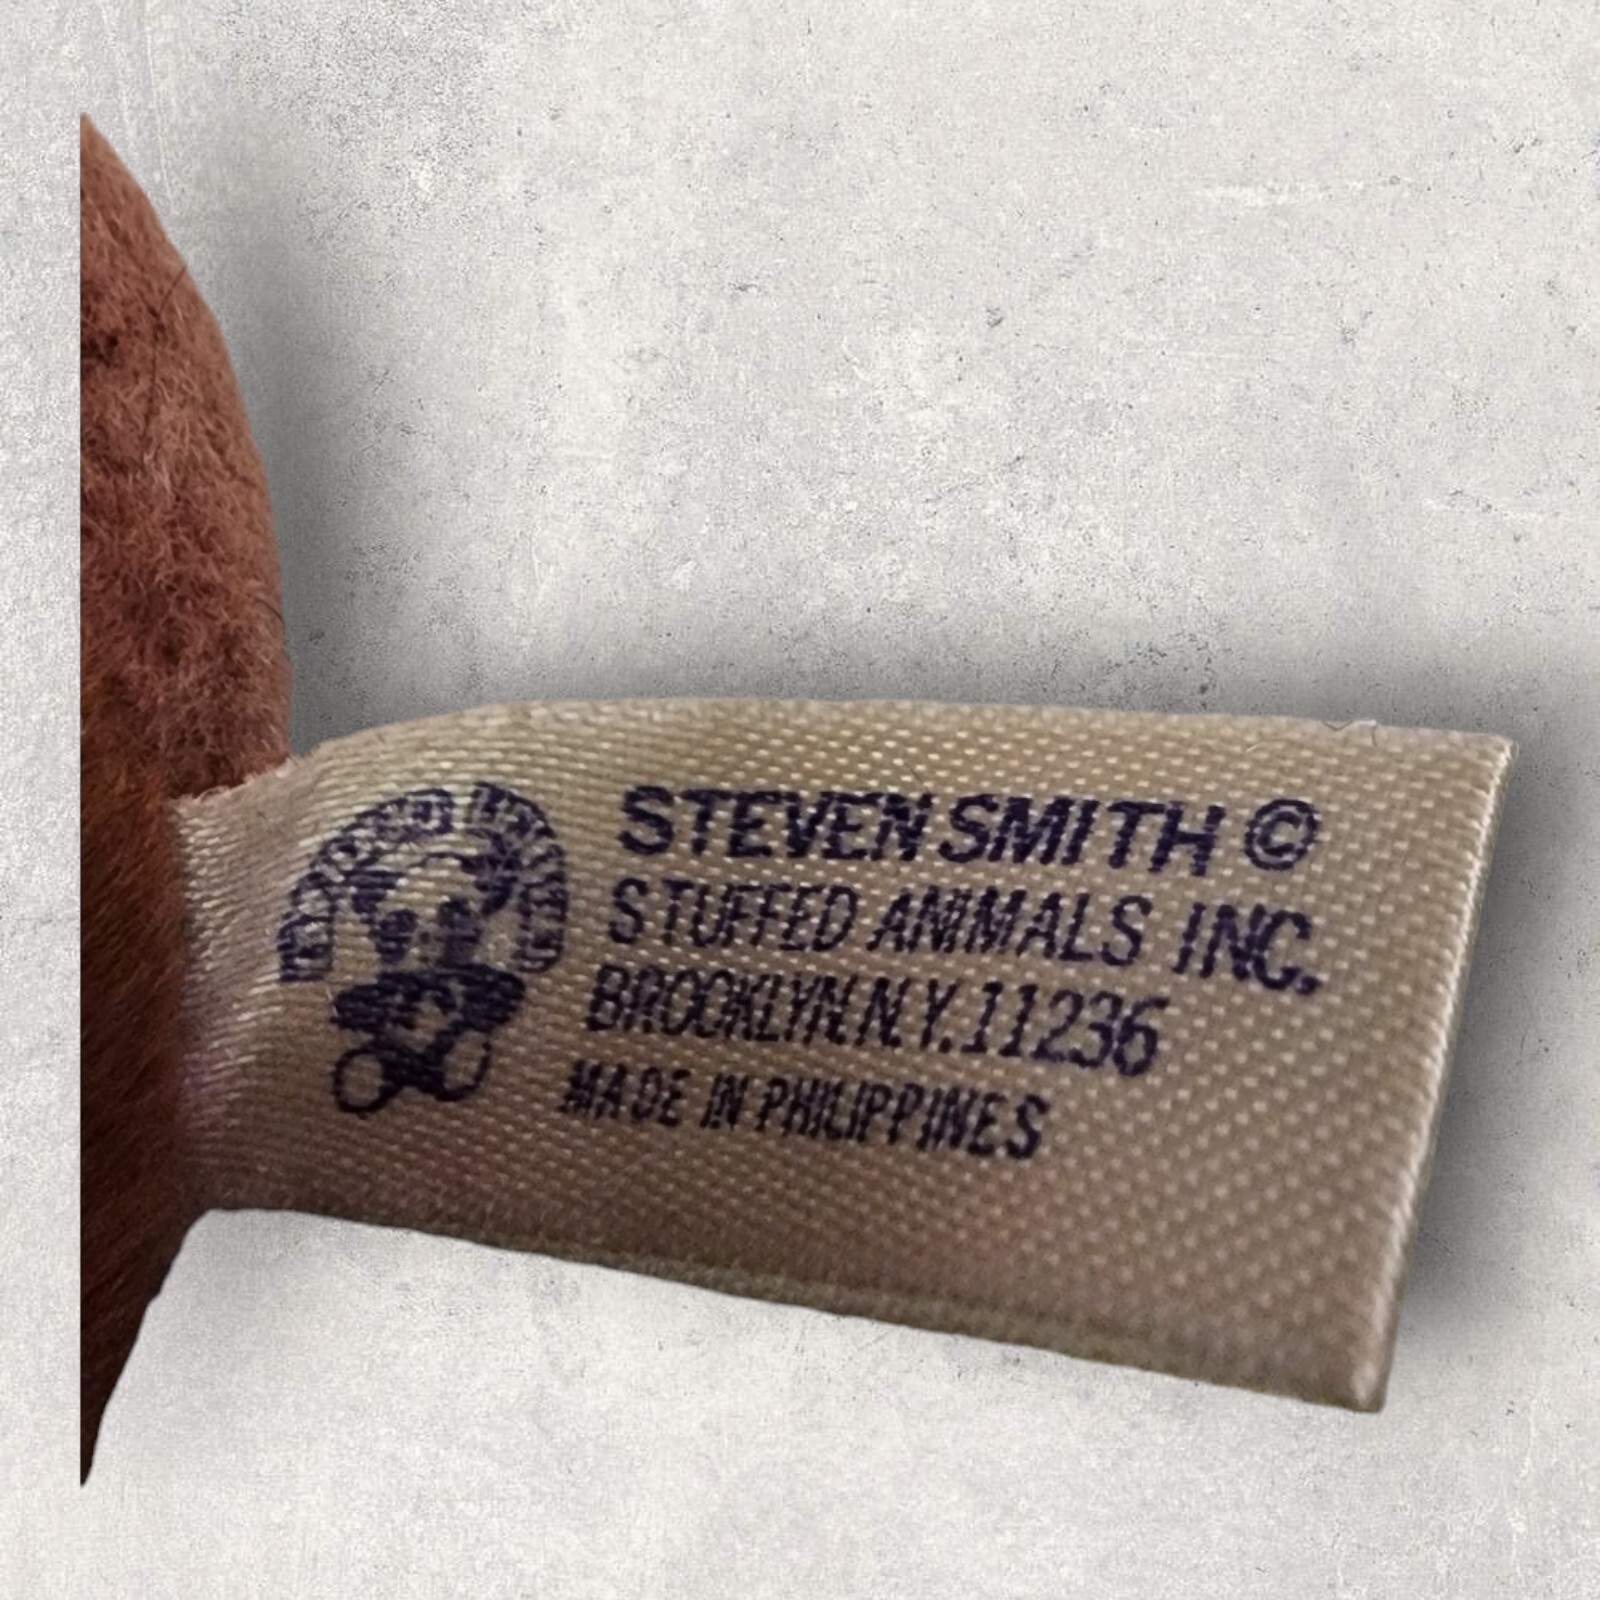 STEVEN SMITH ©
STUFFED ANIMALS INC.
BROOKLYN.N.Y.11236
MADE IN PHILIPPINES